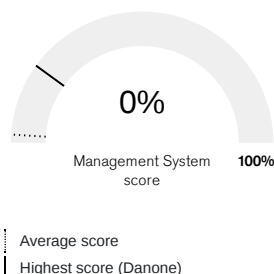 0%
Management System 100%
score
Average score
Highest score (Danone)